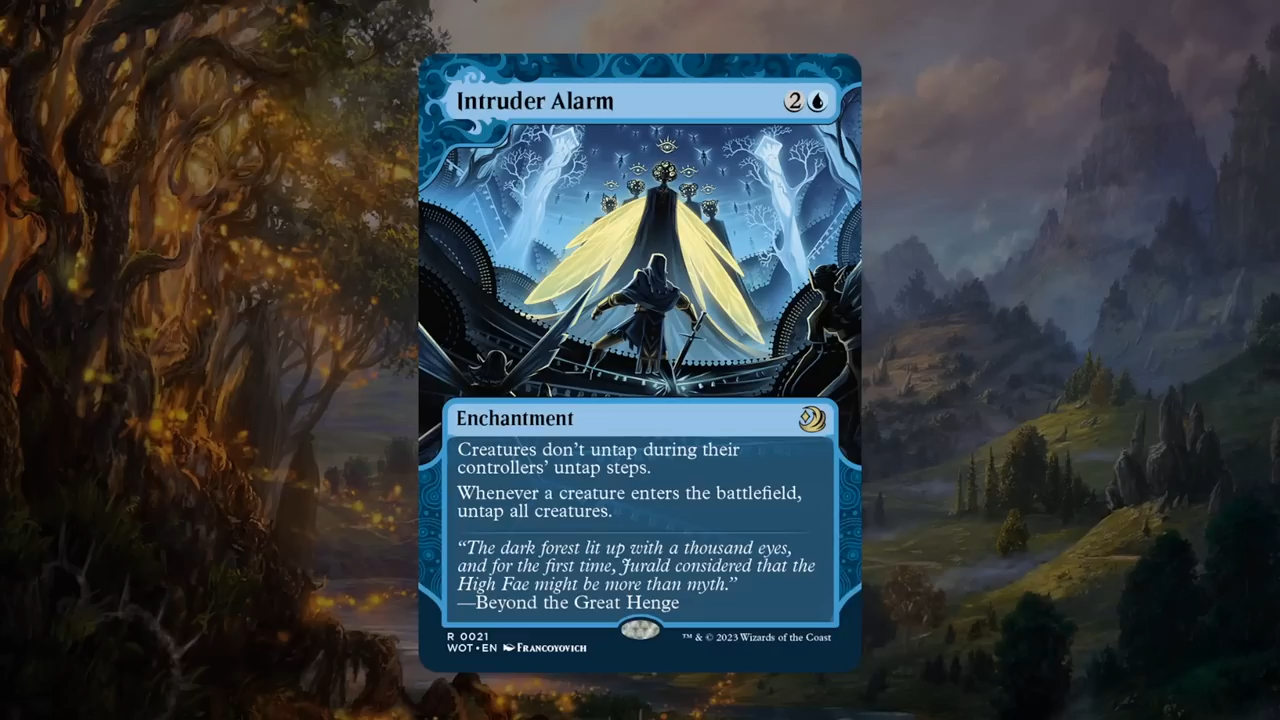 Intruder Alarm 2
Enchantment
Creatures don't untap during their
controllers' untap steps.
Whenever a creature enters the battlefield,
untap all creatures.
“The dark forest lit up with a thousand eyes,
and for the first time, Jurald considered that the
High Fae might be more than myth.”
—Beyond the Great Henge
R 0021
WOT • EN Francoyovich
™ & © 2023 Wizards of the Coast